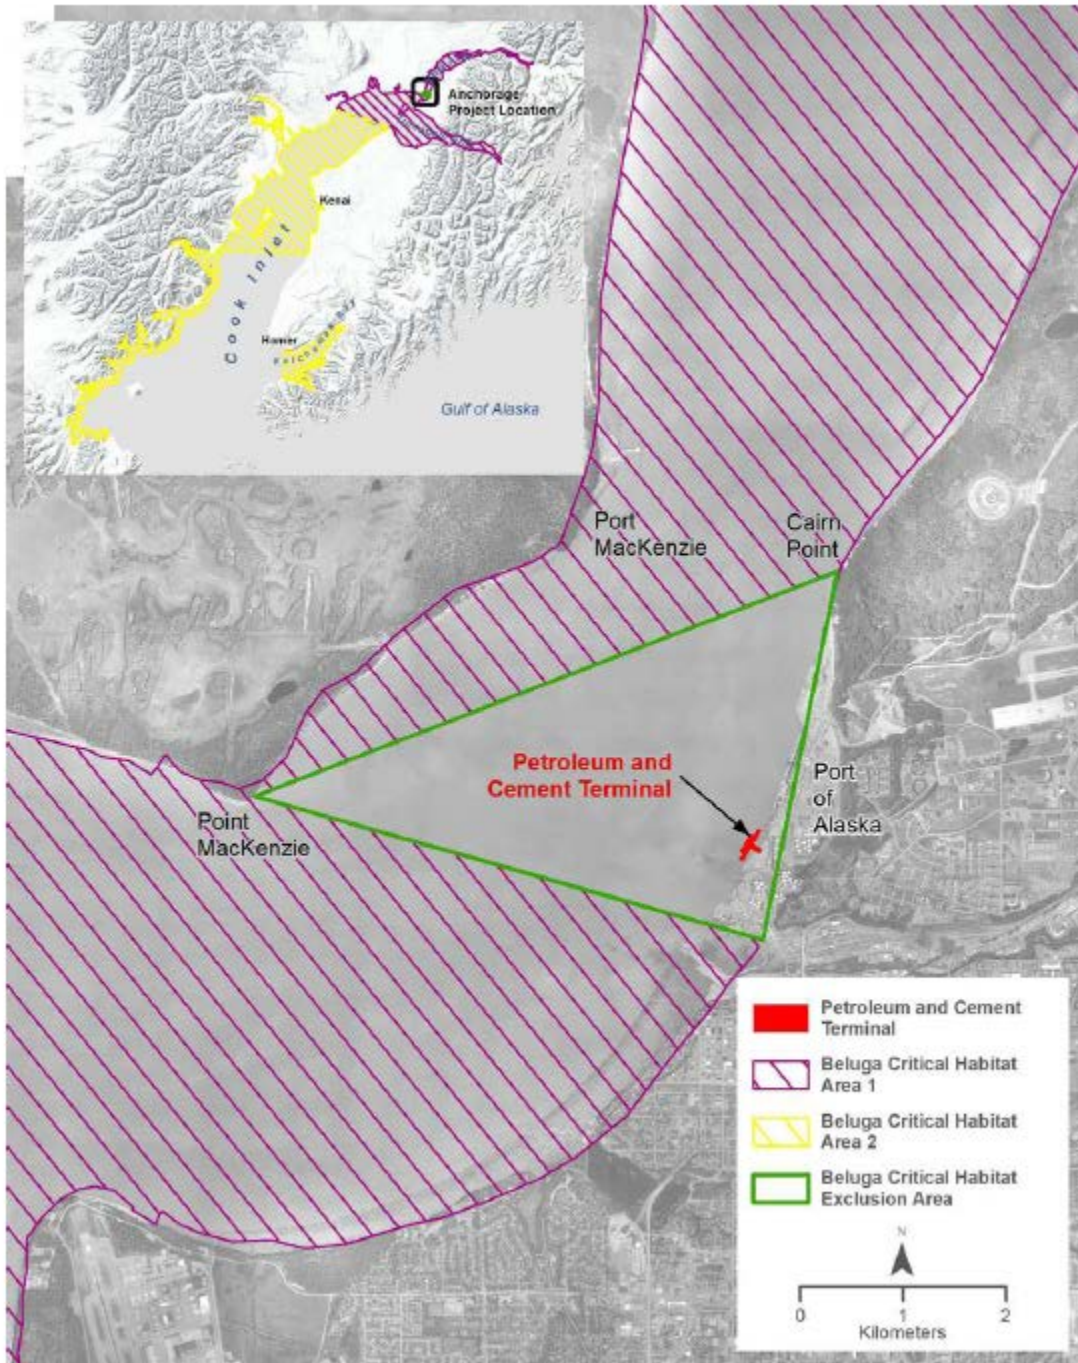 Anchorage
Project Location
Kenai
Cook Inlet
Homer
Kachemak Bay
Gulf of Alaska
Port
MacKenzie
Cairn
Point
Petroleum and
Cement Terminal
Port
of
Alaska
Point
MacKenzie
Petroleum and Cement
Terminal
Beluga Critical Habitat
Area 1
Beluga Critical Habitat
Area 2
Beluga Critical Habitat
Exclusion Area
N
0 1 2
Kilometers